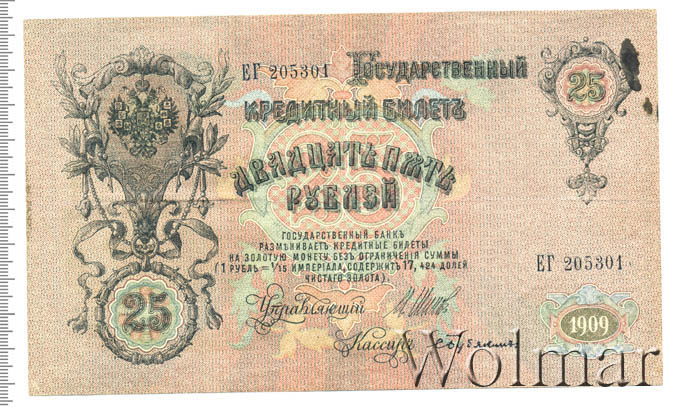 ЕГ 205301
ГОСУДАРСТВЕННЫЙ
КРЕДИТНЫЙ БИЛЕТЪ
ДВАДЦАТЬ ПЯТЬ
РУБЛЕЙ
25
ГОСУДАРСТВЕННЫЙ БАНКЪ
РАЗМѢНИВАЕТЪ КРЕДИТНЫЕ БИЛЕТЫ
НА ЗОЛОТУЮ МОНЕТУ БЕЗЪ ОГРАНИЧЕНІЯ СУММЫ
(1 РУБЛЬ = 1/15 ИМПЕРІАЛА, СОДЕРЖИТЪ 17, 424 ДОЛЕЙ
ЧИСТАГО ЗОЛОТА).
ЕГ 205301
25
Управляющій
Кассиръ
1909
Wolmar